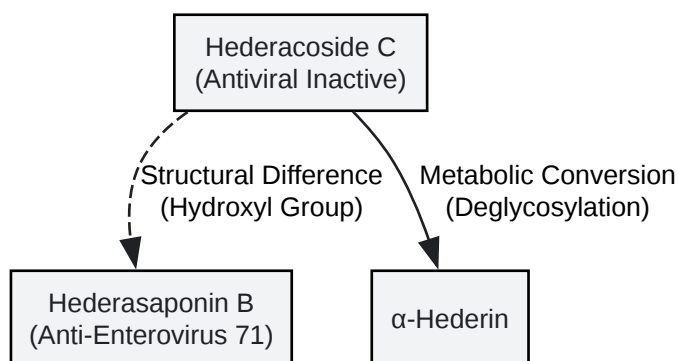 Hederacoside C
(Antiviral Inactive)
Structural Difference
(Hydroxyl Group)
Metabolic Conversion
(Deglycosylation)
Hederasaponin B
(Anti-Enterovirus 71)
α-Hederin